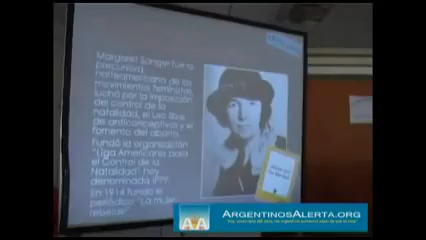 Margaret Sanger fue la
precursora
norteamericana de los
movimientos feministas,
luchó por la imposición
del control de la
natalidad, el uso libre
de anticonceptivos y el
fomento del aborto.
Fundó la organización
"Liga Americana para
el Control de la
Natalidad" hoy
denominada IPPF.
En 1914 fundó el
periódico "La mujer
rebelde"
ARGENTINOSALERTA.ORG